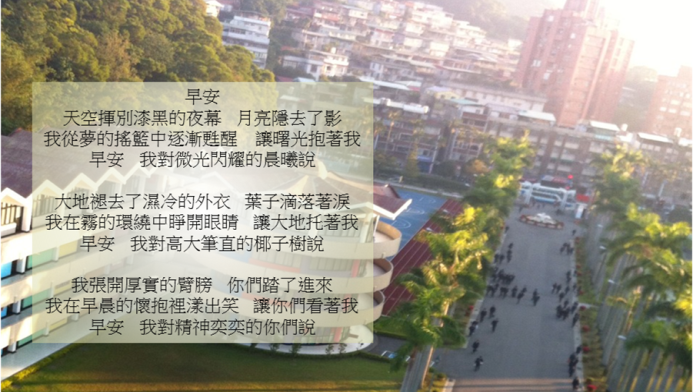 早安
天空揮別漆黑的夜幕　月亮隱去了影
我從夢的搖籃中逐漸甦醒　讓曙光抱著我
早安　我對微光閃耀的晨曦說
大地褪去了濕冷的外衣　葉子滴落著淚
我在霧的環繞中睜開眼睛　讓大地托著我
早安　我對高大筆直的椰子樹說
我張開厚實的臂膀　你們踏了進來
我在早晨的懷抱裡漾出笑　讓你們看著我
早安　我對精神奕奕的你們說